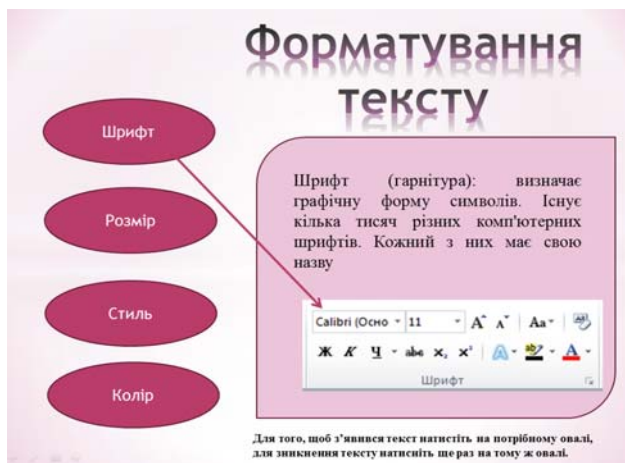 Форматування
тексту
Шрифт
Розмір
Стиль
Колір
Шрифт (гарнітура): визначає
графічну форму символів. Існує
кілька тисяч різних комп'ютерних
шрифтів. Кожний з них має свою
назву
Calibri (Осно 11 А А Aa
Ж К Ч abc x₂ x² A ab A
Шрифт
Для того, щоб з’явився текст натистіть на потрібному овалі,
для зникнення тексту натисніть ще раз на тому ж овалі.